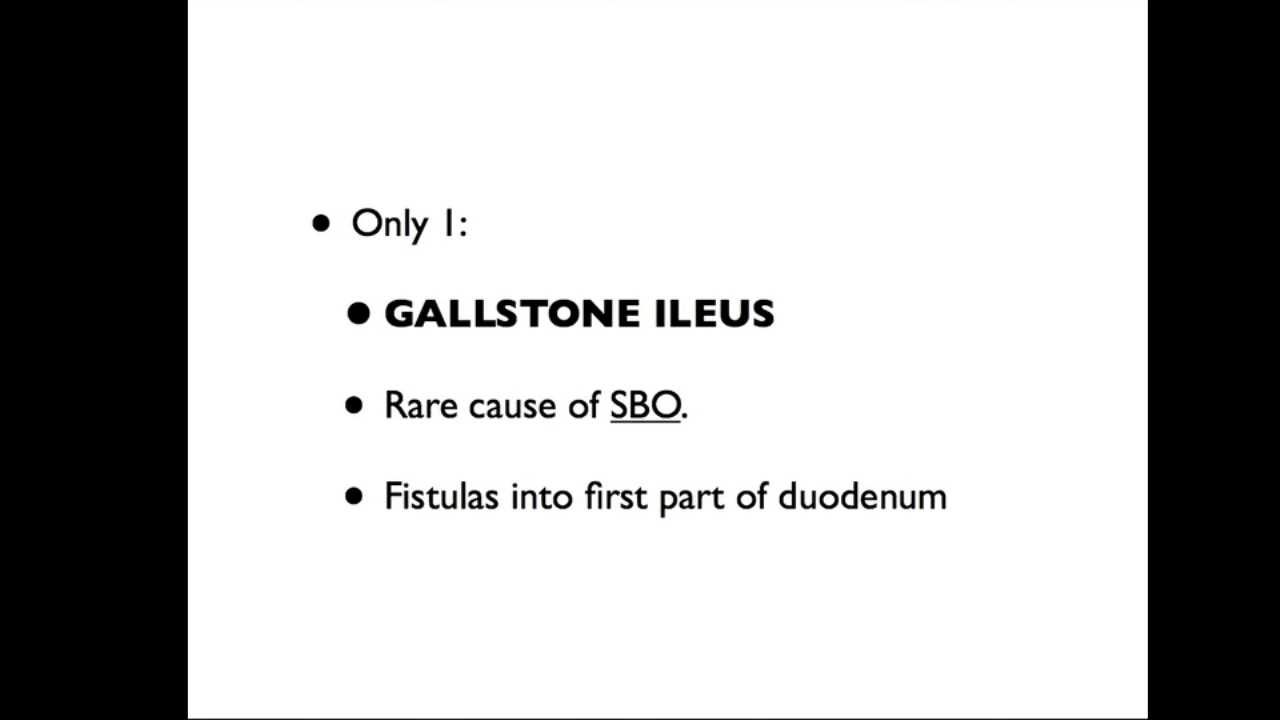 • Only 1:
• GALLSTONE ILEUS
• Rare cause of SBO.
• Fistulas into first part of duodenum